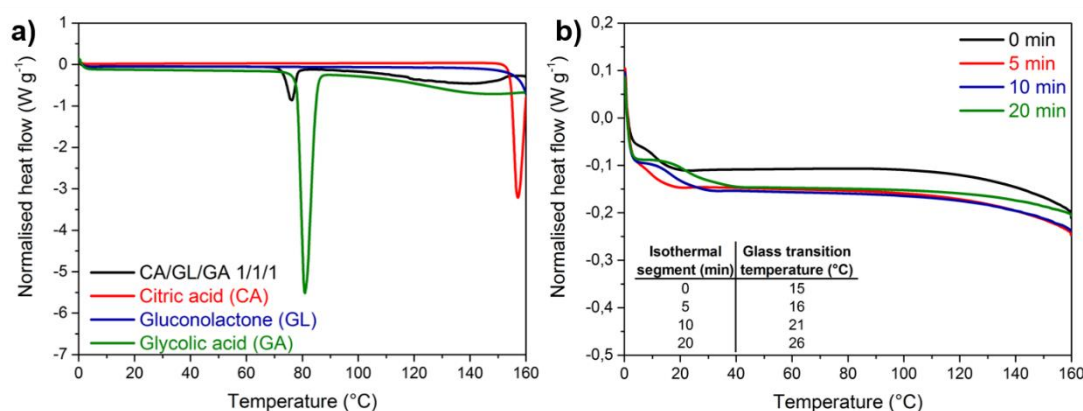 a)
1
0
-1
-2
-3
-4
-5
-6
-7
Normalised heat flow (W g⁻¹)
CA/GL/GA 1/1/1
Citric acid (CA)
Gluconolactone (GL)
Glycolic acid (GA)
0 20 40 60 80 100 120 140 160
Temperature (°C)
b)
0,2
0,1
0,0
-0,1
-0,2
-0,3
-0,4
-0,5
Normalised heat flow (W g⁻¹)
0 min
5 min
10 min
20 min
Isothermal Glass transition
segment (min) temperature (°C)
0 15
5 16
10 21
20 26
0 20 40 60 80 100 120 140 160
Temperature (°C)